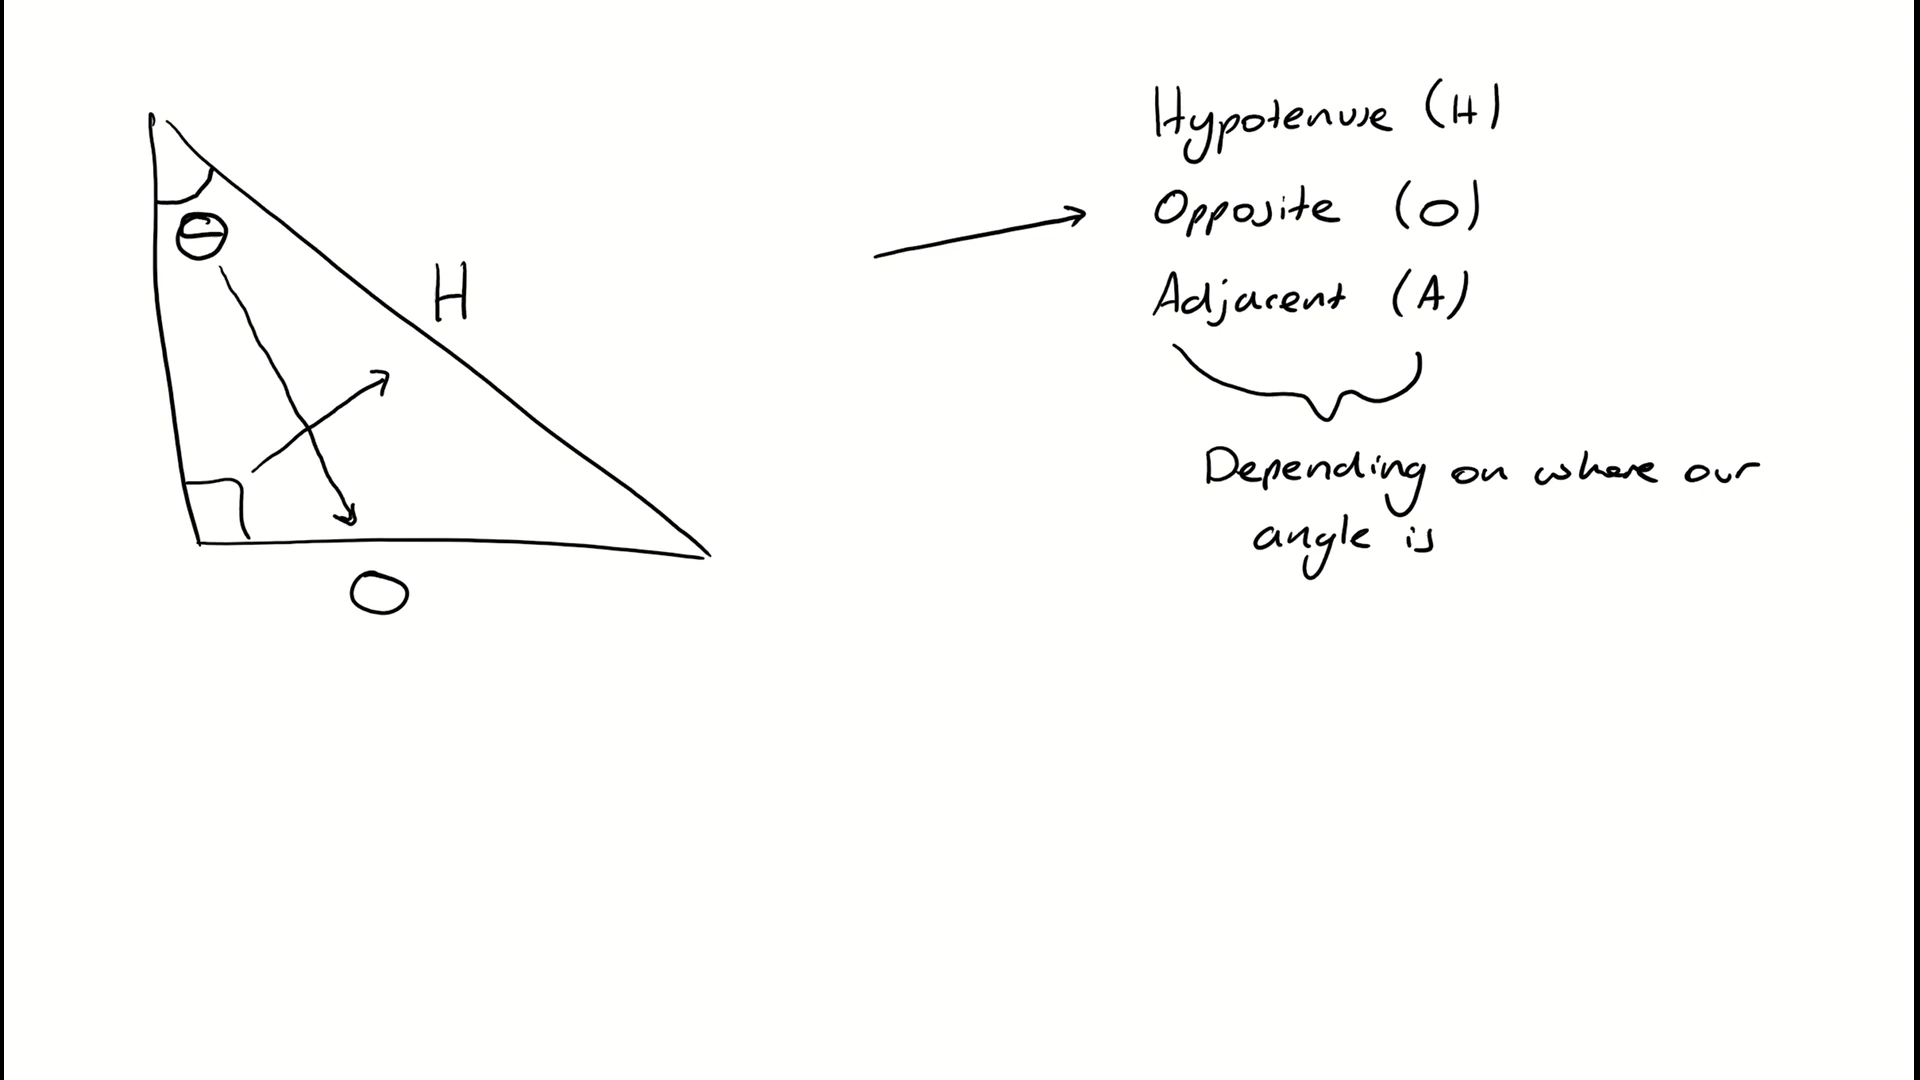 Hypotenuse (H)
Opposite (O)
Adjacent (A)
Θ
H
Depending on where our
angle is
O